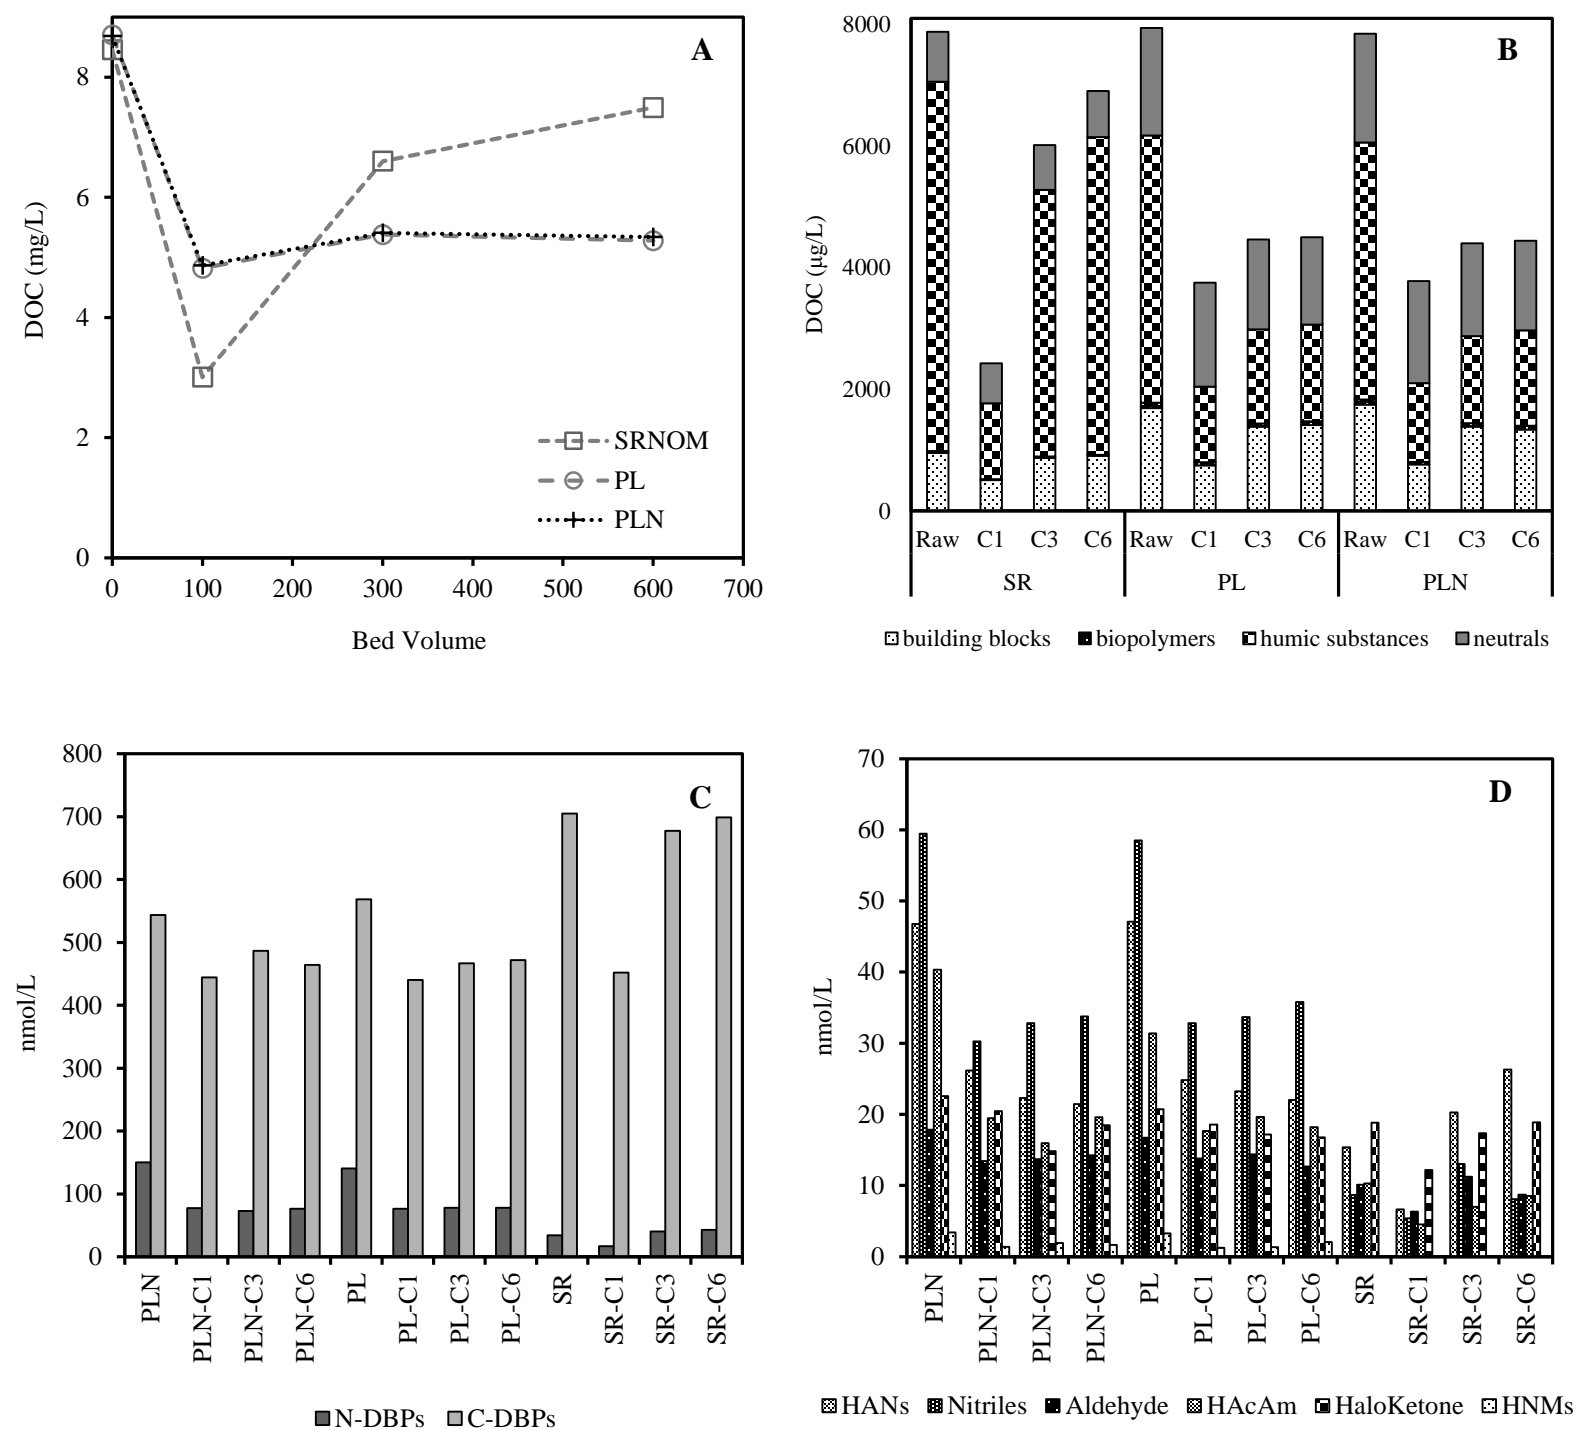 A
8
6
4
2
0
DOC (mg/L)
SRNOM
PL
PLN
0 100 200 300 400 500 600 700
Bed Volume
B
8000
6000
4000
2000
0
DOC (µg/L)
Raw C1 C3 C6 Raw C1 C3 C6 Raw C1 C3 C6
SR PL PLN
building blocks biopolymers humic substances neutrals
C
800
700
600
500
400
300
200
100
0
nmol/L
PLN PLN-C1 PLN-C3 PLN-C6 PL PL-C1 PL-C3 PL-C6 SR SR-C1 SR-C3 SR-C6
N-DBPs C-DBPs
D
70
60
50
40
30
20
10
0
nmol/L
PLN PLN-C1 PLN-C3 PLN-C6 PL PL-C1 PL-C3 PL-C6 SR SR-C1 SR-C3 SR-C6
HANs Nitriles Aldehyde HAcAm HaloKetone HNMs